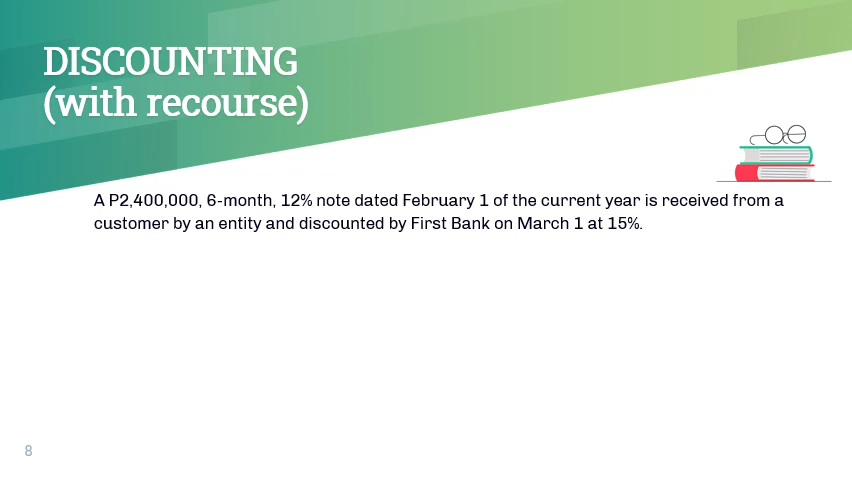 DISCOUNTING
(with recourse)
A P2,400,000, 6-month, 12% note dated February 1 of the current year is received from a
customer by an entity and discounted by First Bank on March 1 at 15%.
8